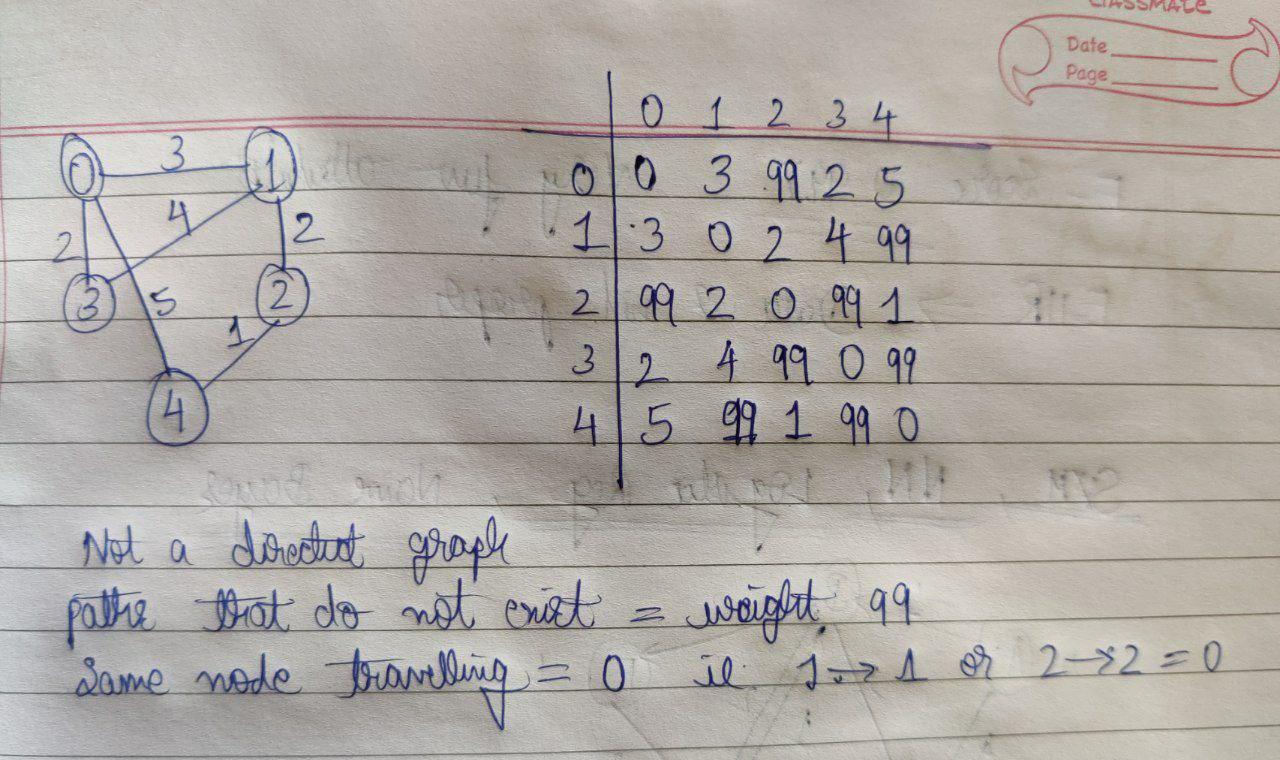 CLASSMATE
Date
Page
0 3 1
4
2 2
3 5 2
1
4
0 1 2 3 4
0 0 3 99 2 5
1 3 0 2 4 99
2 99 2 0 99 1
3 2 4 99 0 99
4 5 99 1 99 0
Not a directed graph
paths that do not exist = weight 99
Same node travelling = 0 ie. 1 → 1 or 2 → 2 = 0